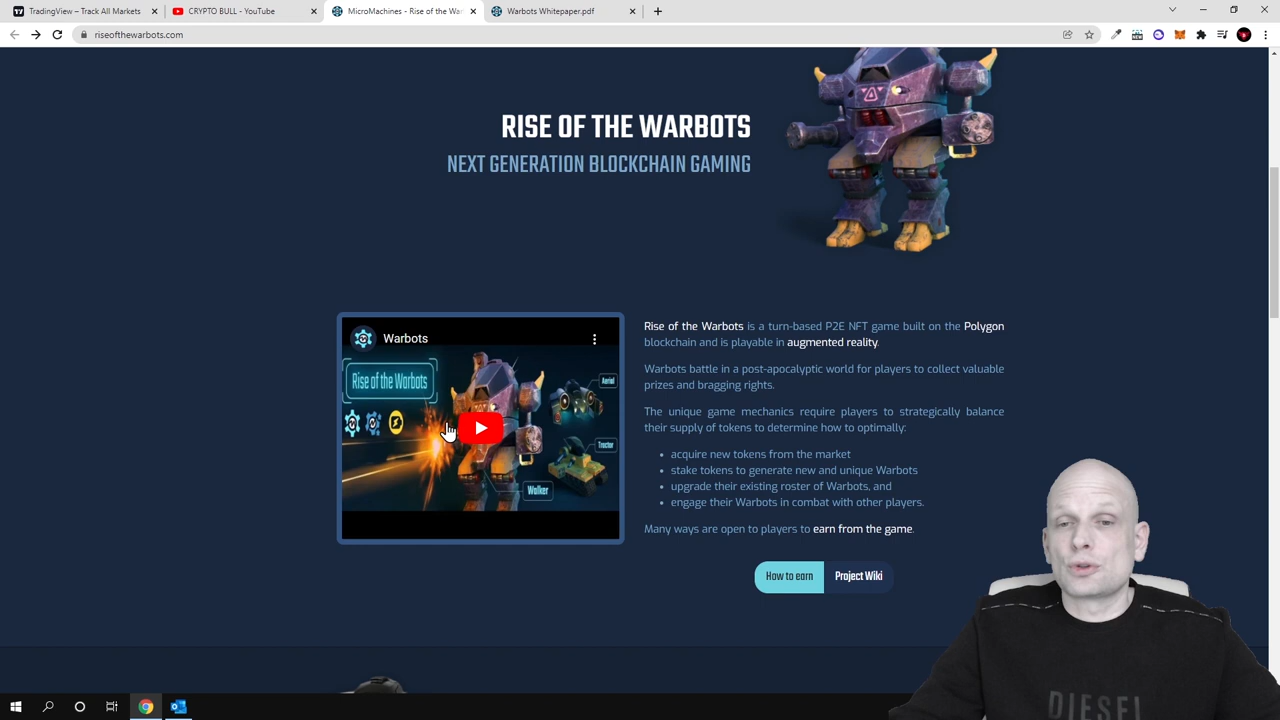 TradingView – Track All Markets
CRYPTO BULL - YouTube
MicroMachines - Rise of the War
Warbots Whitepaper.pdf
riseofthewarbots.com
RISE OF THE WARBOTS
NEXT GENERATION BLOCKCHAIN GAMING
Warbots
Rise of the Warbots
Aerial
Tractor
Walker
Rise of the Warbots is a turn-based P2E NFT game built on the Polygon
blockchain and is playable in augmented reality.
Warbots battle in a post-apocalyptic world for players to collect valuable
prizes and bragging rights.
The unique game mechanics require players to strategically balance
their supply of tokens to determine how to optimally:
• acquire new tokens from the market
• stake tokens to generate new and unique Warbots
• upgrade their existing roster of Warbots, and
• engage their Warbots in combat with other players.
Many ways are open to players to earn from the game.
How to earn
Project Wiki
DIESEL